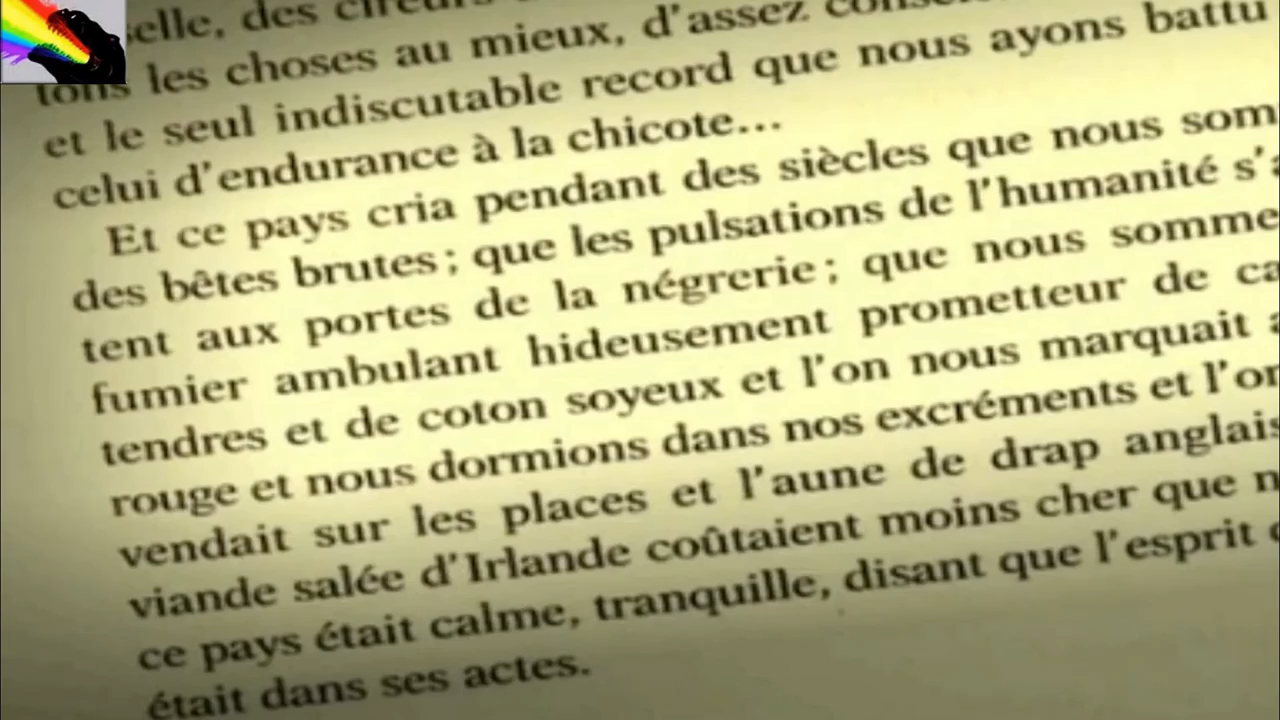 selle, des cireurs
tons les choses au mieux, d'assez
et le seul indiscutable record que nous ayons battu
celui d'endurance à la chicote...
Et ce pays cria pendant des siècles que nous som
des bêtes brutes ; que les pulsations de l'humanité s'a
tent aux portes de la négrerie ; que nous somme
fumier ambulant hideusement prometteur de ca
tendres et de coton soyeux et l'on nous marquait a
rouge et nous dormions dans nos excréments et l'on
vendait sur les places et l'aune de drap anglais
viande salée d'Irlande coûtaient moins cher que n
ce pays était calme, tranquille, disant que l'esprit
était dans ses actes.